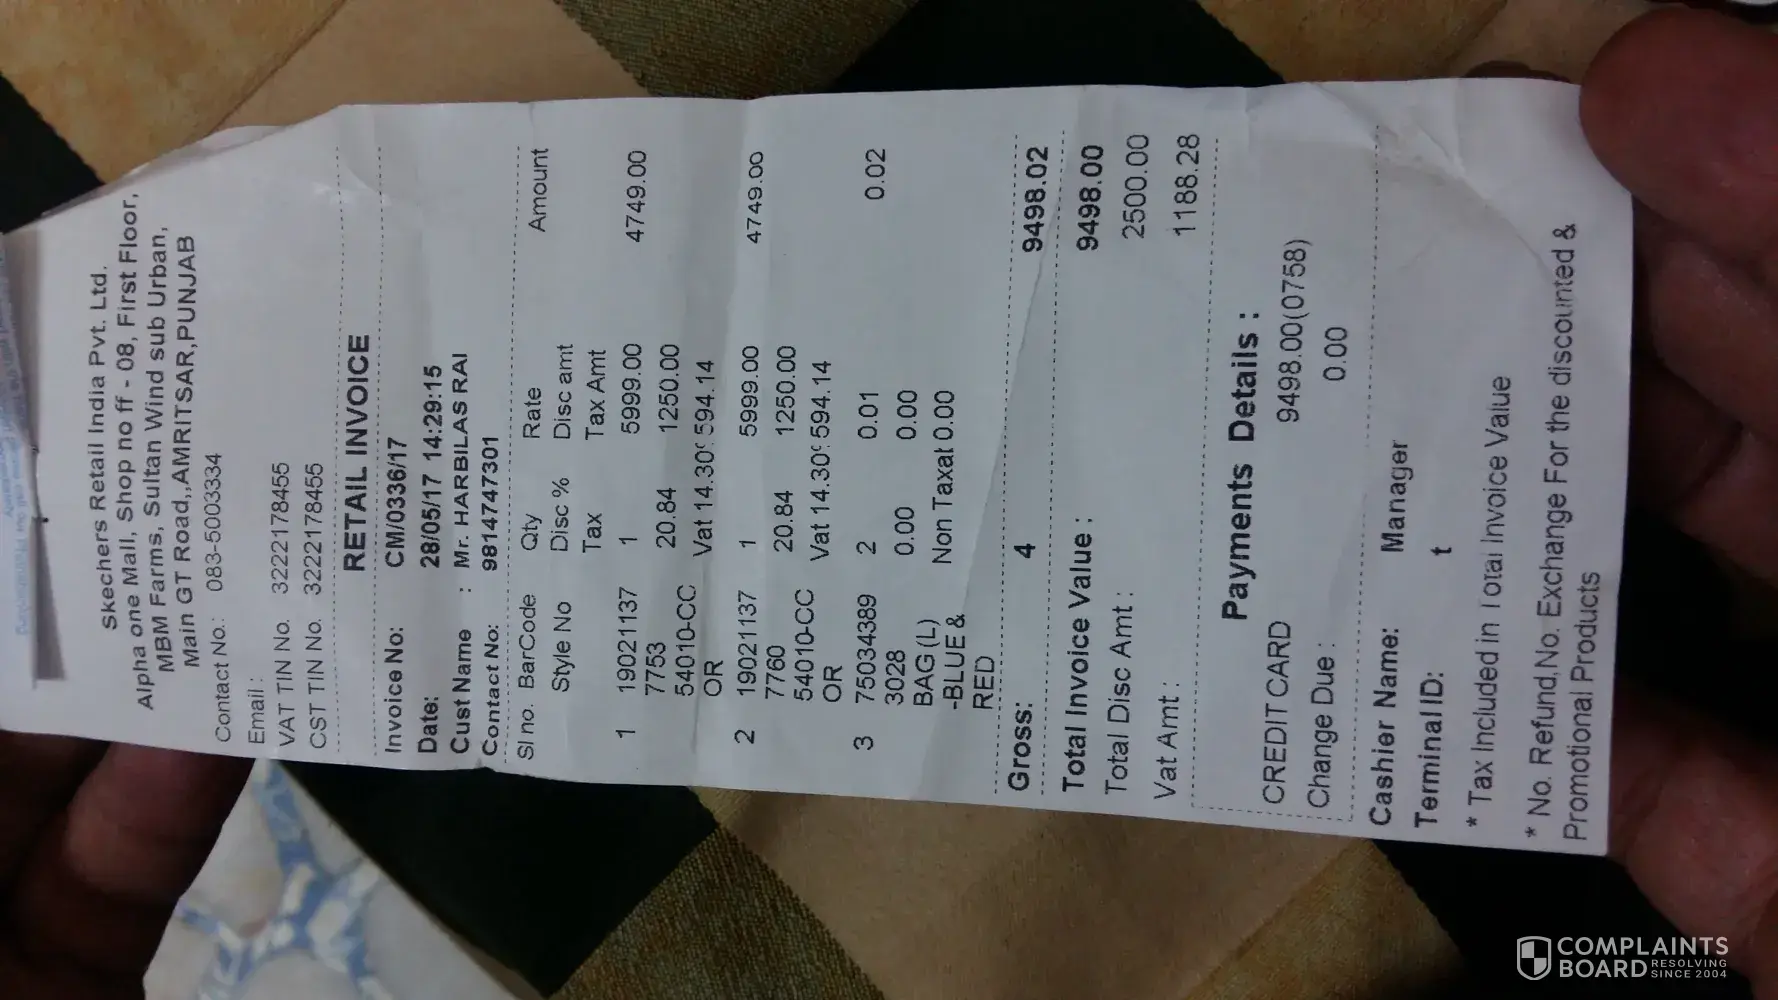 Skechers Retail India Pvt. Ltd.
Alpha one Mall, Shop no ff - 08, First Floor,
MBM Farms, Sultan Wind sub Urban,
Main GT Road,,AMRITSAR,PUNJAB
Contact No.: 083-5003334
Email :
VAT TIN No. 3222178455
CST TIN No. 3222178455
RETAIL INVOICE
Invoice No: CM/0336/17
Date: 28/05/17 14:29:15
Cust Name : Mr. HARBILAS RAI
Contact No: 9814747301
Sl no. BarCode Qty Rate Amount
Style No Disc % Disc amt
Tax Tax Amt
1 19021137 1 5999.00 4749.00
7753 20.84 1250.00
54010-CC Vat 14.30% 594.14
OR
2 19021137 1 5999.00 4749.00
7760 20.84 1250.00
54010-CC Vat 14.30% 594.14
OR
3 75034389 2 0.01 0.02
3028 0.00 0.00
BAG (L) Non Taxat 0.00
-BLUE &
RED
Gross: 4 9498.02
Total Invoice Value : 9498.00
Total Disc Amt : 2500.00
Vat Amt : 1188.28
Payments Details :
CREDIT CARD 9498.00(0758)
Change Due : 0.00
Cashier Name: Manager
Terminal ID: t
* Tax Included in Total Invoice Value
* No. Refund,No. Exchange For the discounted &
Promotional Products
COMPLAINTS
BOARD RESOLVING
SINCE 2004